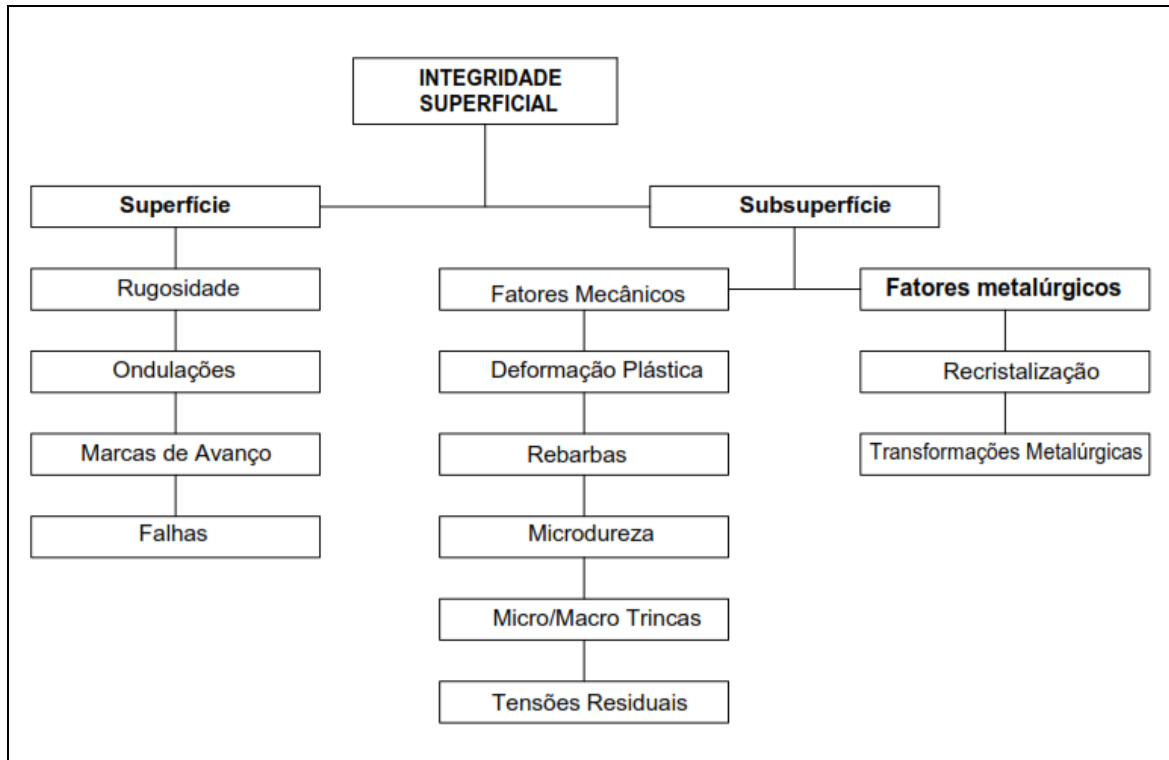 INTEGRIDADE
SUPERFICIAL
Superfície
Subsuperfície
Rugosidade
Fatores Mecânicos
Fatores metalúrgicos
Ondulações
Deformação Plástica
Recristalização
Marcas de Avanço
Rebarbas
Transformações Metalúrgicas
Falhas
Microdureza
Micro/Macro Trincas
Tensões Residuais